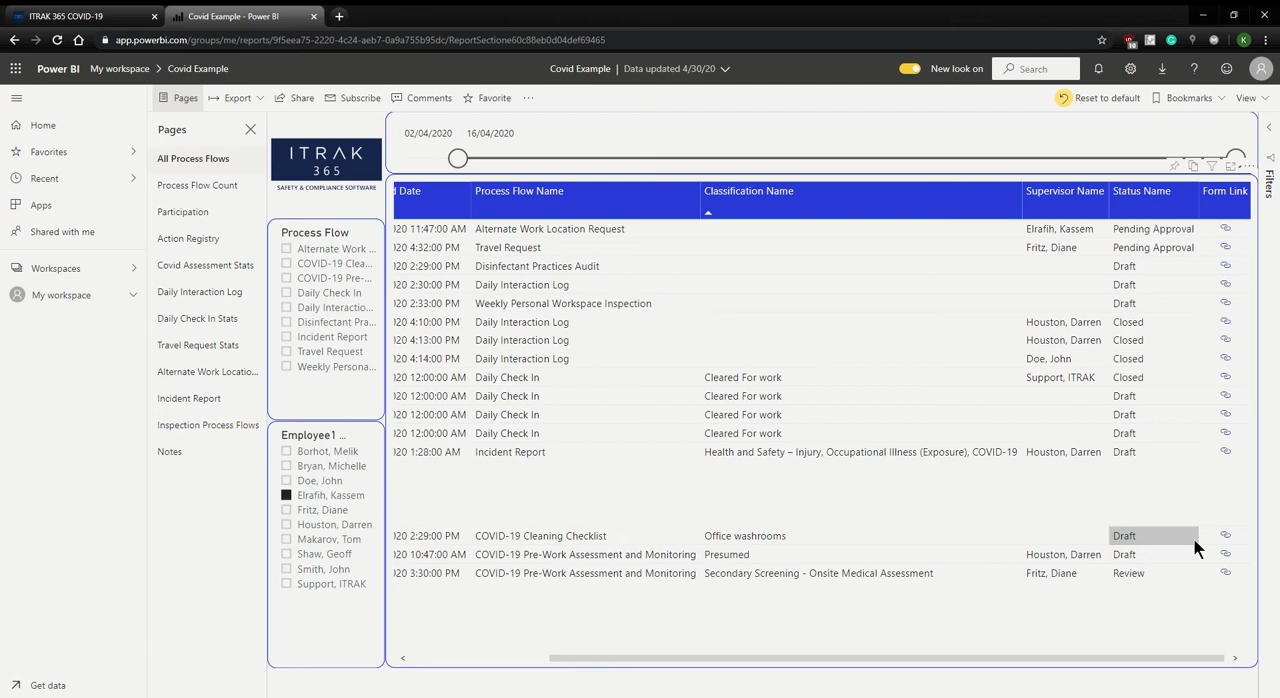 ITRAK 365 COVID-19
Covid Example - Power BI
app.powerbi.com/groups/me/reports/9f5eea75-2220-4c24-aeb7-0a9a755b95dc/ReportSectione60c88eb0d04def69465
10
K
Power BI My workspace > Covid Example
Covid Example | Data updated 4/30/20
New look on
Search
Pages Export Share Subscribe Comments Favorite ...
Reset to default Bookmarks View
Home
Favorites
Recent
Apps
Shared with me
Workspaces
My workspace
Get data
Pages
All Process Flows
Process Flow Count
Participation
Action Registry
Covid Assessment Stats
Daily Interaction Log
Daily Check In Stats
Travel Request Stats
Alternate Work Locatio...
Incident Report
Inspection Process Flows
Notes
ITRAK
365
SAFETY & COMPLIANCE SOFTWARE
Process Flow
Alternate Work ...
COVID-19 Clea...
COVID-19 Pre-...
Daily Check In
Daily Interactio...
Disinfectant Pra...
Incident Report
Travel Request
Weekly Persona...
Employee1 ...
Borhot, Melik
Bryan, Michelle
Doe, John
Elrafih, Kassem
Fritz, Diane
Houston, Darren
Makarov, Tom
Shaw, Geoff
Smith, John
Support, ITRAK
02/04/2020 16/04/2020
Filters
d Date Process Flow Name Classification Name Supervisor Name Status Name Form Link
020 11:47:00 AM Alternate Work Location Request Elrafih, Kassem Pending Approval
020 4:32:00 PM Travel Request Fritz, Diane Pending Approval
020 2:29:00 PM Disinfectant Practices Audit Draft
020 2:30:00 PM Daily Interaction Log Draft
020 2:33:00 PM Weekly Personal Workspace Inspection Draft
020 4:10:00 PM Daily Interaction Log Houston, Darren Closed
020 4:13:00 PM Daily Interaction Log Houston, Darren Closed
020 4:14:00 PM Daily Interaction Log Doe, John Closed
020 12:00:00 AM Daily Check In Cleared For work Support, ITRAK Closed
020 12:00:00 AM Daily Check In Cleared For work Draft
020 12:00:00 AM Daily Check In Cleared For work Draft
020 12:00:00 AM Daily Check In Cleared For work Draft
020 1:28:00 AM Incident Report Health and Safety – Injury, Occupational Illness (Exposure), COVID-19 Houston, Darren Draft
020 2:29:00 PM COVID-19 Cleaning Checklist Office washrooms Draft
020 10:47:00 AM COVID-19 Pre-Work Assessment and Monitoring Presumed Houston, Darren Draft
020 3:30:00 PM COVID-19 Pre-Work Assessment and Monitoring Secondary Screening - Onsite Medical Assessment Fritz, Diane Review